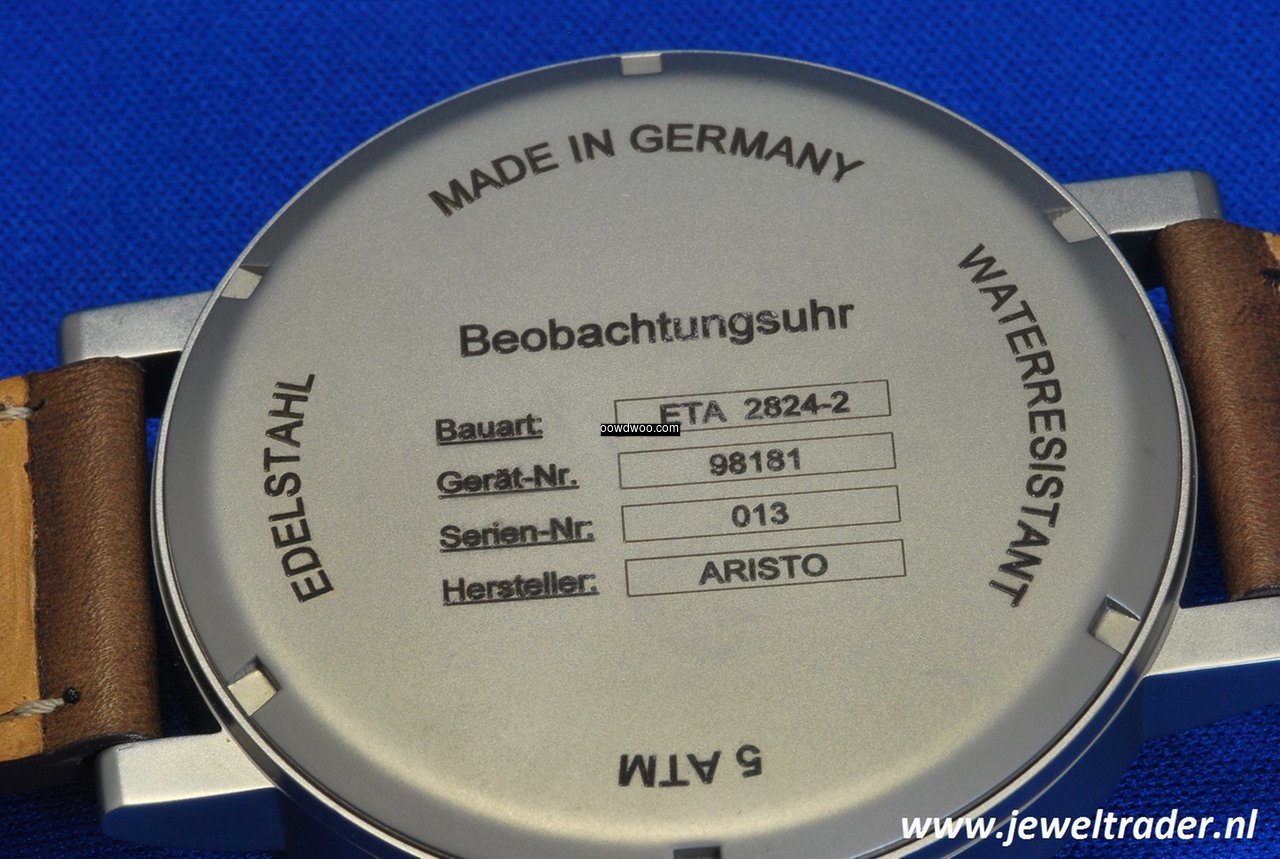 MADE IN GERMANY
WATERRESISTANT
EDELSTAHL
Beobachtungsuhr
Bauart: ETA 2824-2
oowdwoo.com
Gerät-Nr. 98181
Serien-Nr: 013
Hersteller: ARISTO
5 ATM
www.jeweltrader.nl